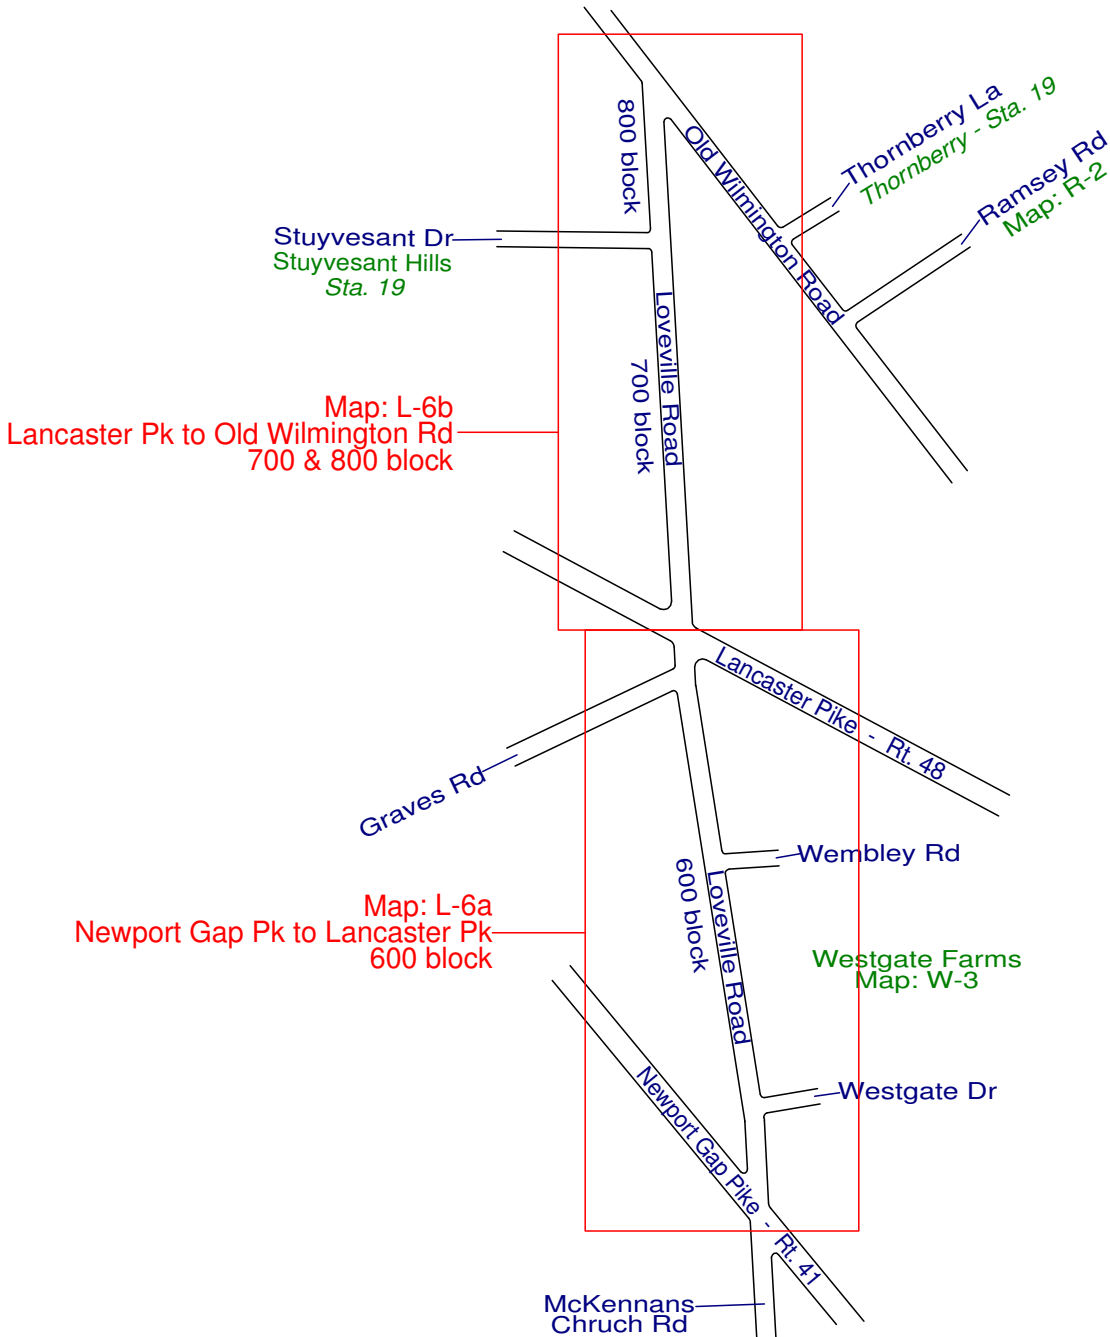 800 block
Old Wilmington Road
Thornberry La
Thornberry - Sta. 19
Ramsey Rd
Map: R-2
Stuyvesant Dr
Stuyvesant Hills
Sta. 19
Loveville Road
700 block
Map: L-6b
Lancaster Pk to Old Wilmington Rd
700 & 800 block
Lancaster Pike - Rt. 48
Graves Rd
Wembley Rd
600 block
Loveville Road
Map: L-6a
Newport Gap Pk to Lancaster Pk
600 block
Westgate Farms
Map: W-3
Westgate Dr
Newport Gap Pike - Rt. 41
McKennans
Chruch Rd